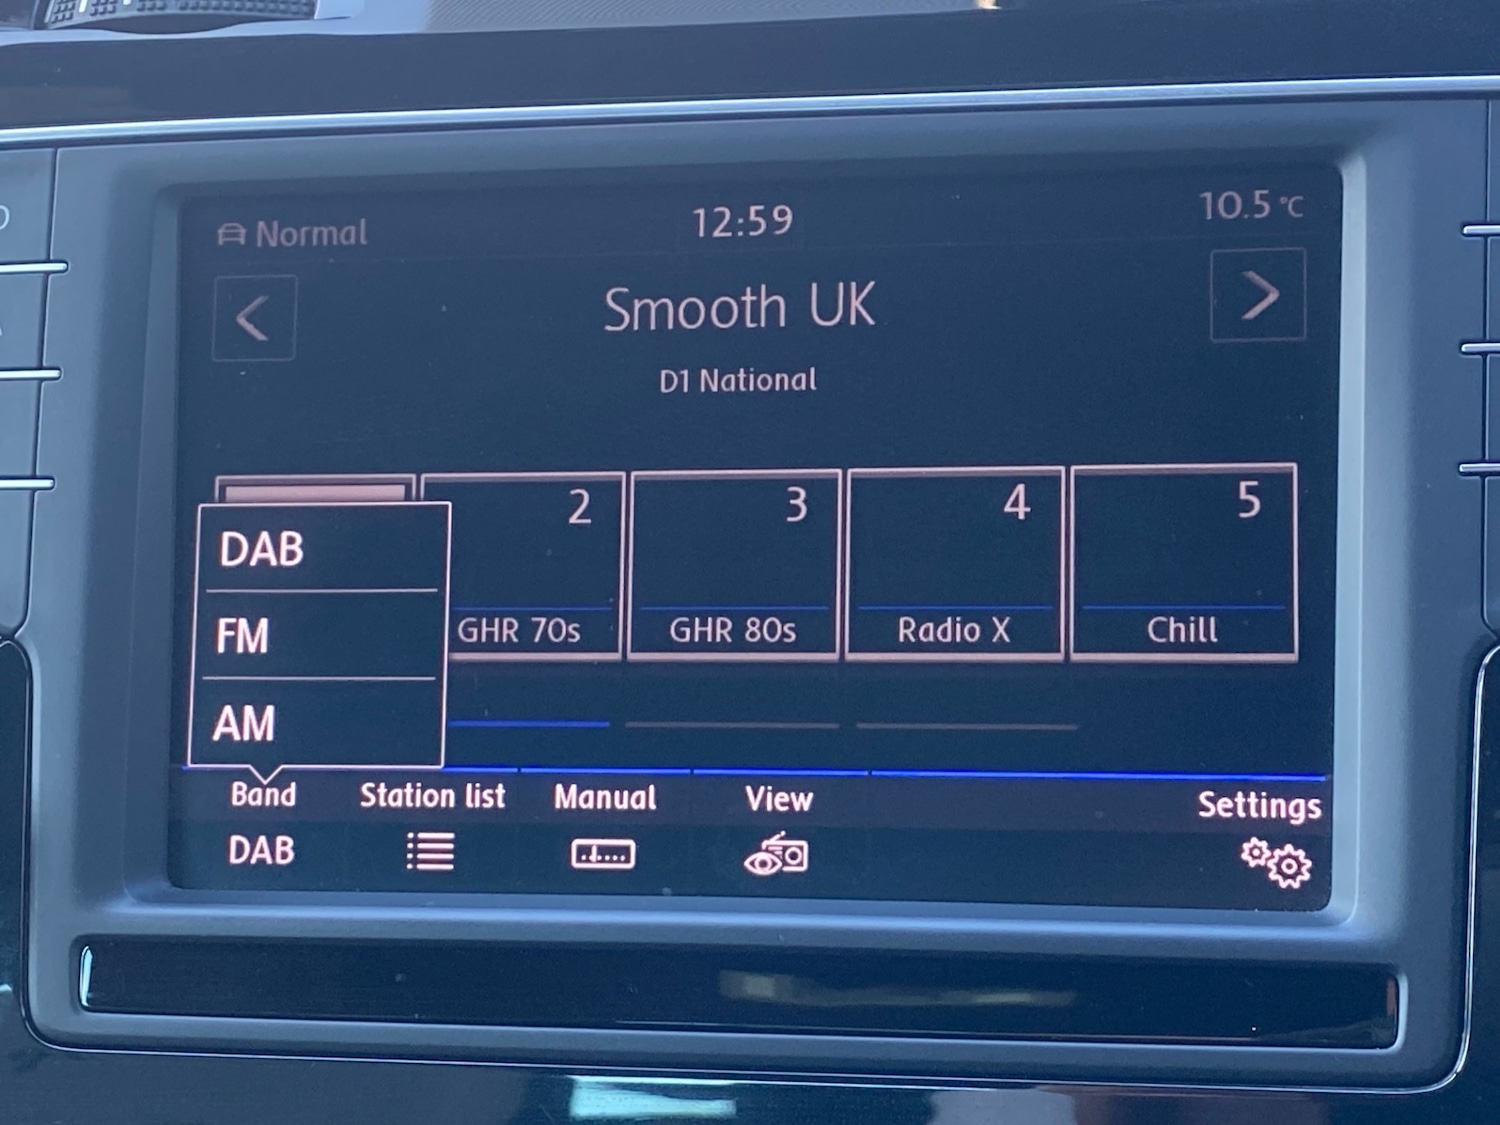 Normal
12:59
10.5 °C
Smooth UK
D1 National
2
3
4
5
GHR 70s
GHR 80s
Radio X
Chill
DAB
FM
AM
Band
Station list
Manual
View
Settings
DAB